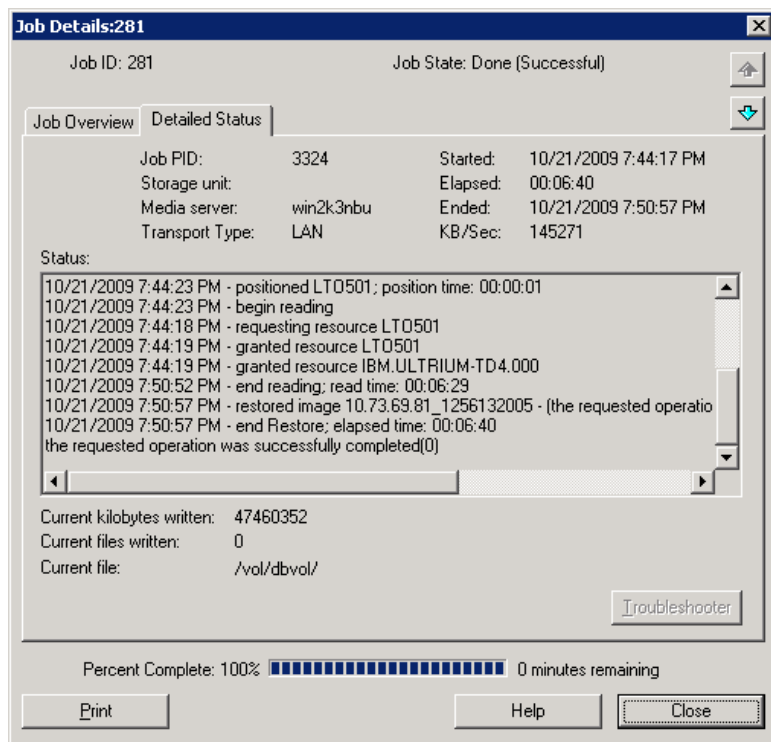 Job Details:281
Job ID: 281 Job State: Done (Successful)
Job Overview Detailed Status
Job PID: 3324 Started: 10/21/2009 7:44:17 PM
Storage unit: Elapsed: 00:06:40
Media server: win2k3nbu Ended: 10/21/2009 7:50:57 PM
Transport Type: LAN KB/Sec: 145271
Status:
10/21/2009 7:44:23 PM - positioned LTO501; position time: 00:00:01
10/21/2009 7:44:23 PM - begin reading
10/21/2009 7:44:18 PM - requesting resource LTO501
10/21/2009 7:44:19 PM - granted resource LTO501
10/21/2009 7:44:19 PM - granted resource IBM.ULTRIUM-TD4.000
10/21/2009 7:50:52 PM - end reading; read time: 00:06:29
10/21/2009 7:50:57 PM - restored image 10.73.69.81_1256132005 - (the requested operatio
10/21/2009 7:50:57 PM - end Restore; elapsed time: 00:06:40
the requested operation was successfully completed(0)
Current kilobytes written: 47460352
Current files written: 0
Current file: /vol/dbvol/
Troubleshooter
Percent Complete: 100% 0 minutes remaining
Print Help Close